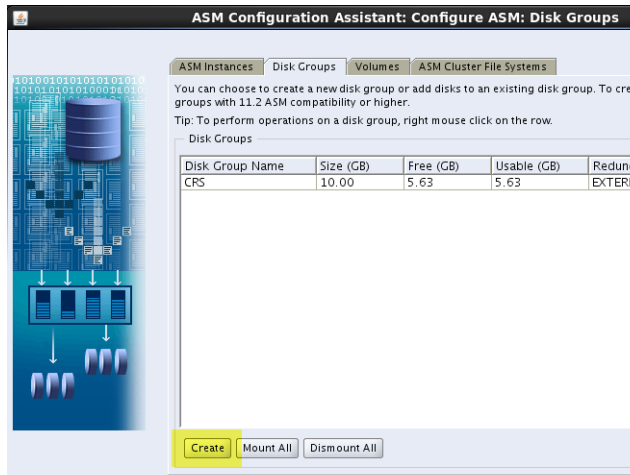 ASM Configuration Assistant: Configure ASM: Disk Groups
ASM Instances Disk Groups Volumes ASM Cluster File Systems
You can choose to create a new disk group or add disks to an existing disk group. To cre
groups with 11.2 ASM compatibility or higher.
Tip: To perform operations on a disk group, right mouse click on the row.
Disk Groups
Disk Group Name Size (GB) Free (GB) Usable (GB) Redun
CRS 10.00 5.63 5.63 EXTER
Create Mount All Dismount All